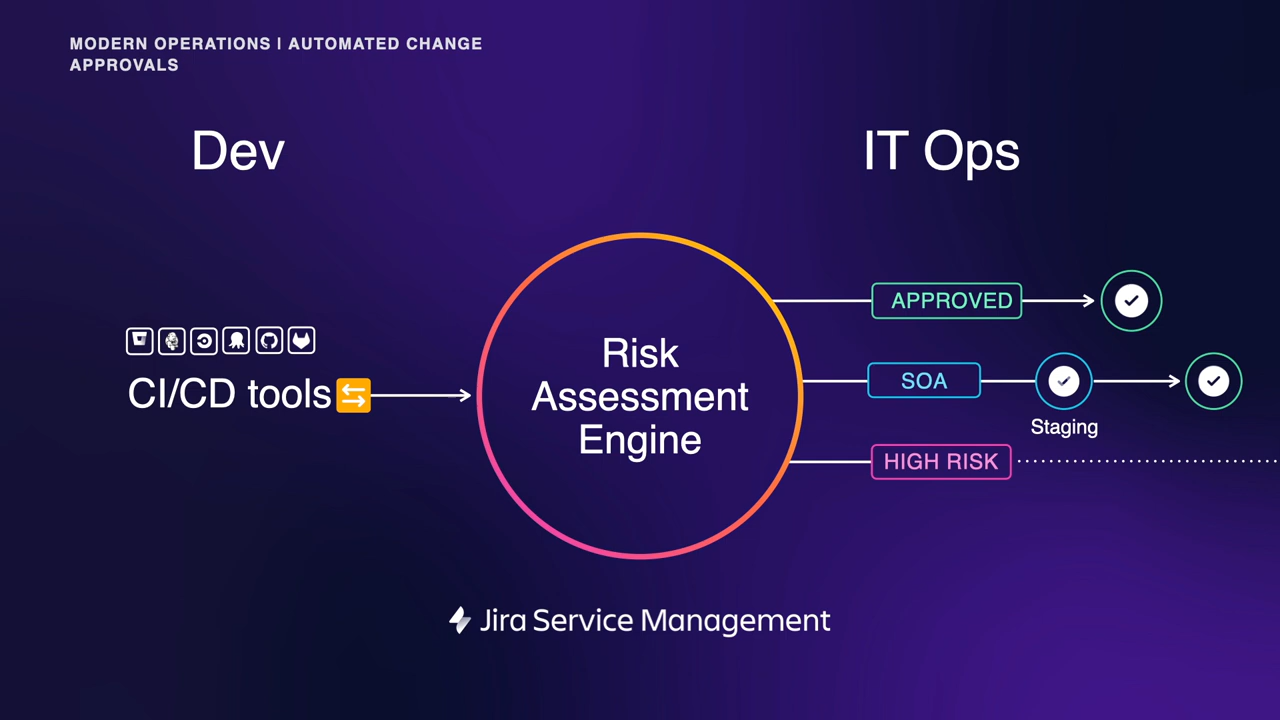 MODERN OPERATIONS | AUTOMATED CHANGE
APPROVALS
Dev
IT Ops
CI/CD tools
Risk
Assessment
Engine
APPROVED
SOA
Staging
HIGH RISK
Jira Service Management